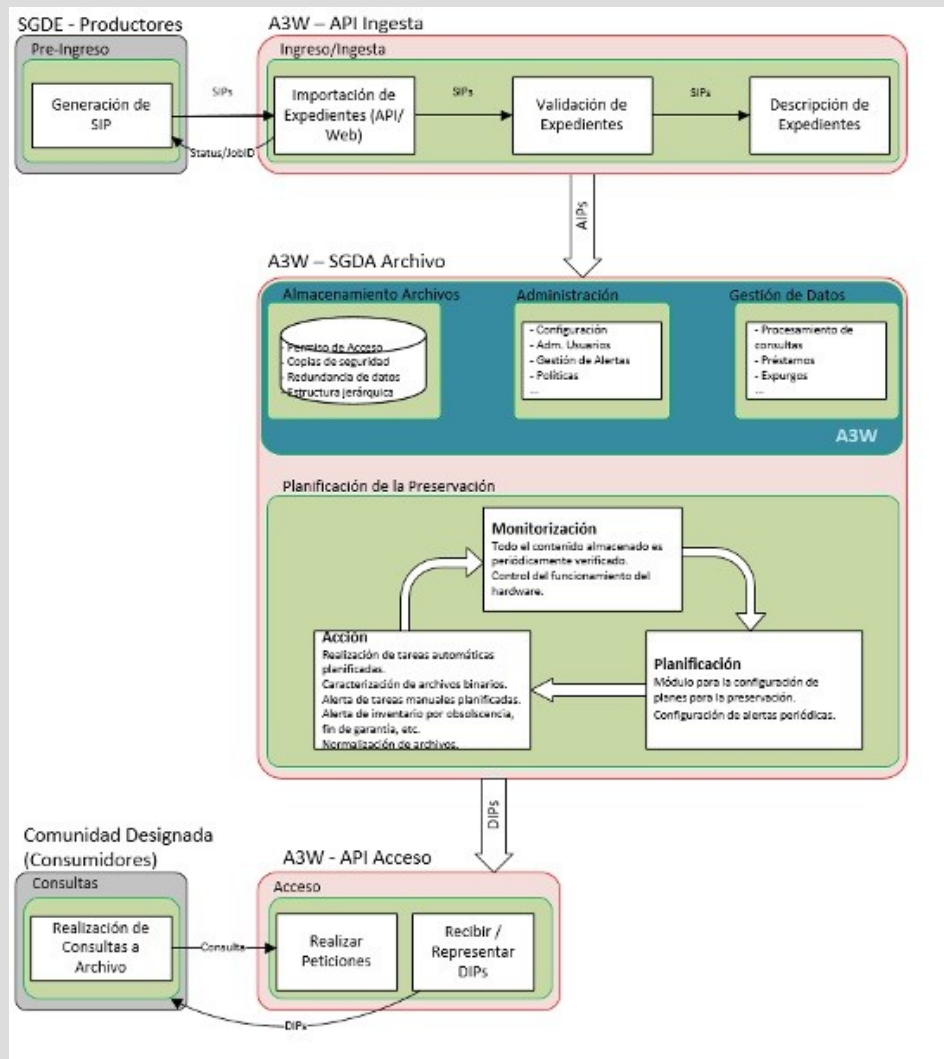 SGDE - Productores
A3W – API Ingesta
Pre-Ingreso
Ingreso/Ingesta
Generación de
SIP
SIPs
Status/JobID
Importación de
Expedientes (API/
Web)
SIPs
Validación de
Expedientes
SIPs
Descripción de
Expedientes
AIPs
A3W – SGDA Archivo
Almacenamiento Archivos
- Permiso de Acceso
- Copias de seguridad
- Redundancia de datos
- Estructura jerárquica
Administración
- Configuración
- Adm. Usuarios
- Gestión de Alertas
- Políticas
...
Gestión de Datos
- Procesamiento de
consultas
- Préstamos
- Expurgos
...
A3W
Planificación de la Preservación
Monitorización
Todo el contenido almacenado es
periódicamente verificado.
Control del funcionamiento del
hardware.
Acción
Realización de tareas automáticas
planificadas.
Caracterización de archivos binarios.
Alerta de tareas manuales planificadas.
Alerta de inventario por obsolscencia,
fin de garantía, etc.
Normalización de archivos.
Planificación
Módulo para la configuración de
planes para la preservación.
Configuración de alertas periódicas.
DIPs
Comunidad Designada
(Consumidores)
A3W - API Acceso
Consultas
Acceso
Realización de
Consultas a
Archivo
Consulta
Realizar
Peticiones
Recibir /
Representar
DIPs
DIPs